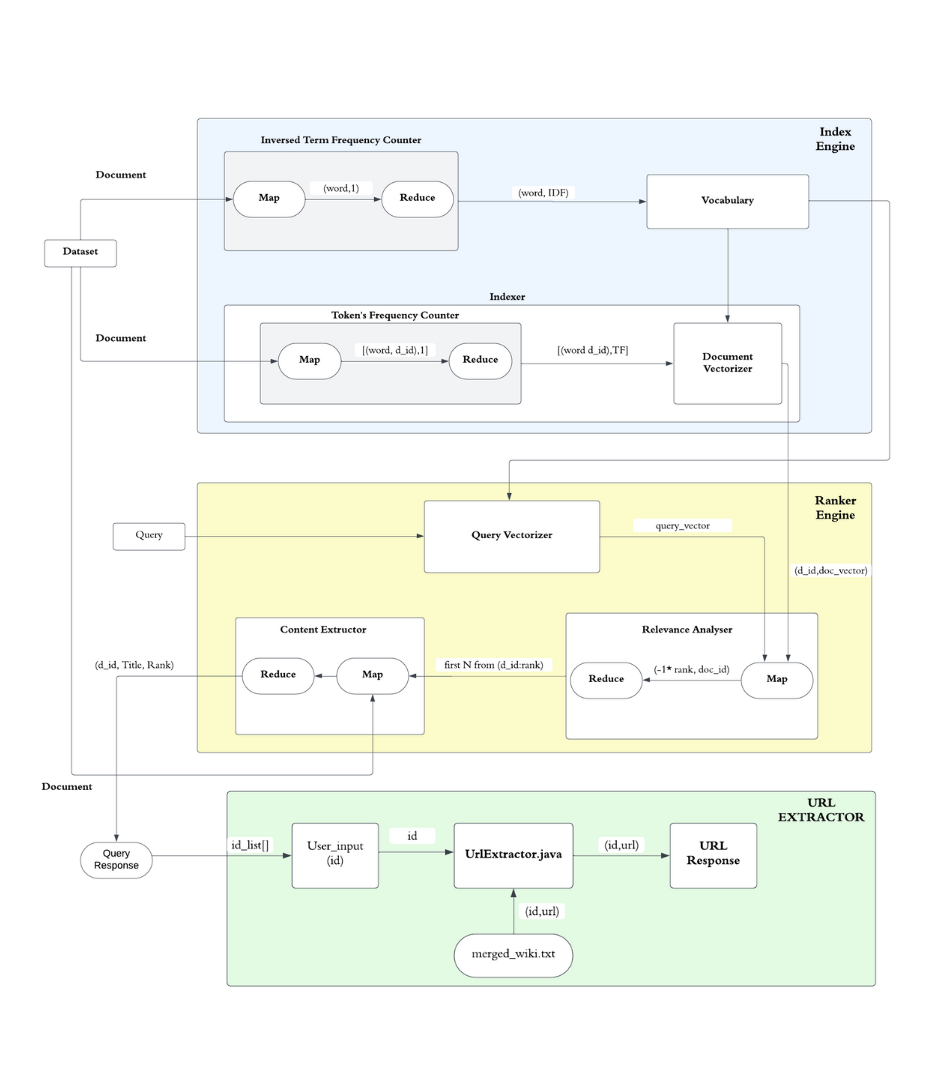 Index
Engine
Inversed Term Frequency Counter
Document
Map
(word,1)
Reduce
(word, IDF)
Vocabulary
Dataset
Indexer
Token's Frequency Counter
Document
Map
[(word, d_id),1]
Reduce
[(word d_id),TF]
Document
Vectorizer
Ranker
Engine
Query
Query Vectorizer
query_vector
(d_id,doc_vector)
Content Extructor
Relevance Analyser
(d_id, Title, Rank)
Reduce
Map
first N from (d_id:rank)
Reduce
(-1* rank, doc_id)
Map
Document
URL
EXTRACTOR
Query
Response
id_list[]
User_input
(id)
id
UrlExtractor.java
(id,url)
URL
Response
(id,url)
merged_wiki.txt